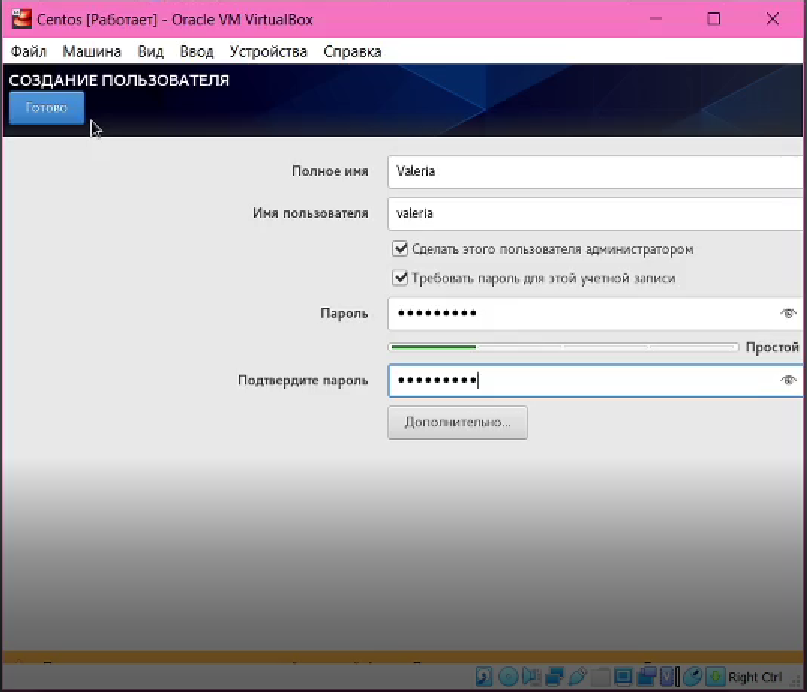 Centos [Работает] - Oracle VM VirtualBox
Файл Машина Вид Ввод Устройства Справка
СОЗДАНИЕ ПОЛЬЗОВАТЕЛЯ
Готово
Полное имя Valeria
Имя пользователя valeria
Сделать этого пользователя администратором
Требовать пароль для этой учетной записи
Пароль •••••••••
Простой
Подтвердите пароль •••••••••
Дополнительно...
Right Ctrl